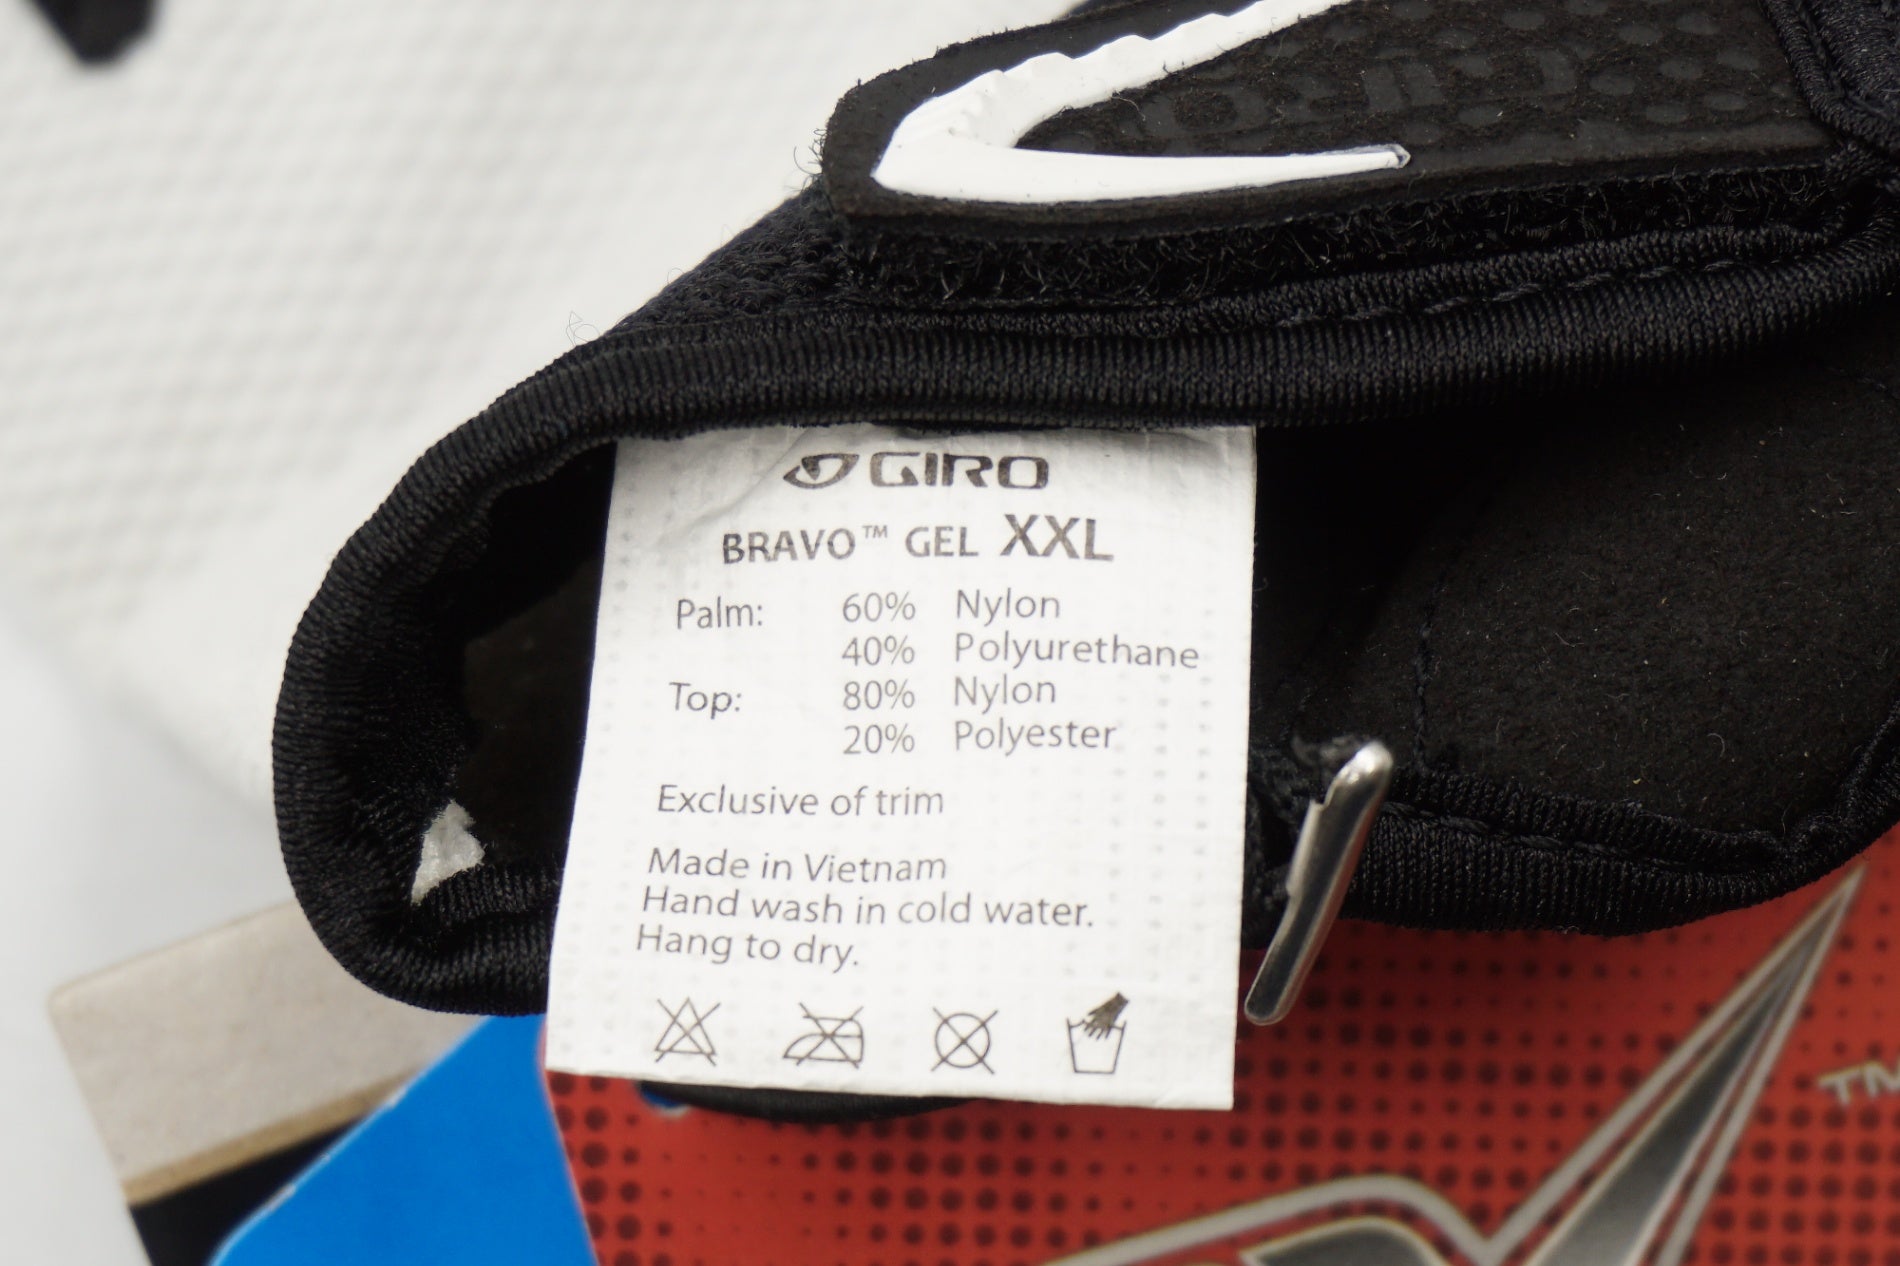 GIRO
BRAVO™ GEL XXL
Palm: 60% Nylon
40% Polyurethane
Top: 80% Nylon
20% Polyester
Exclusive of trim
Made in Vietnam
Hand wash in cold water.
Hang to dry.
TM